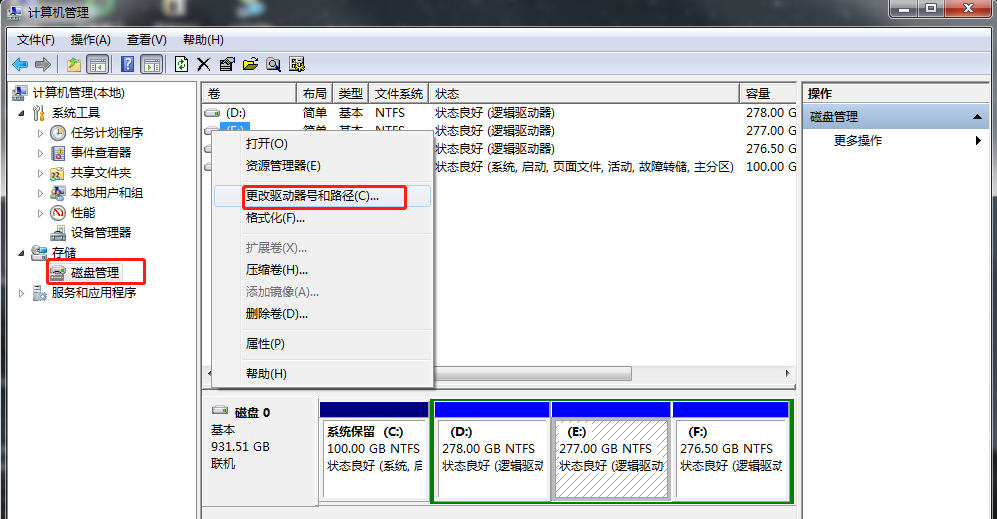 计算机管理
文件(F) 操作(A) 查看(V) 帮助(H)
计算机管理(本地)
系统工具
任务计划程序
事件查看器
共享文件夹
本地用户和组
性能
设备管理器
存储
磁盘管理
服务和应用程序
卷 布局 类型 文件系统 状态 容量
(D:) 简单 基本 NTFS 状态良好 (逻辑驱动器) 278.00 G
简单 基本 NTFS 状态良好 (逻辑驱动器) 277.00 G
状态良好 (逻辑驱动器) 276.50 G
状态良好 (系统, 启动, 页面文件, 活动, 故障转储, 主分区) 100.00 G
打开(O)
资源管理器(E)
更改驱动器号和路径(C)...
格式化(F)...
扩展卷(X)...
压缩卷(H)...
添加镜像(A)...
删除卷(D)...
属性(P)
帮助(H)
操作
磁盘管理
更多操作
磁盘 0
基本
931.51 GB
联机
系统保留 (C:)
100.00 GB NTFS
状态良好 (系统, 启
(D:)
278.00 GB NTFS
状态良好 (逻辑驱动
(E:)
277.00 GB NTFS
状态良好 (逻辑驱动
(F:)
276.50 GB NTFS
状态良好 (逻辑驱动